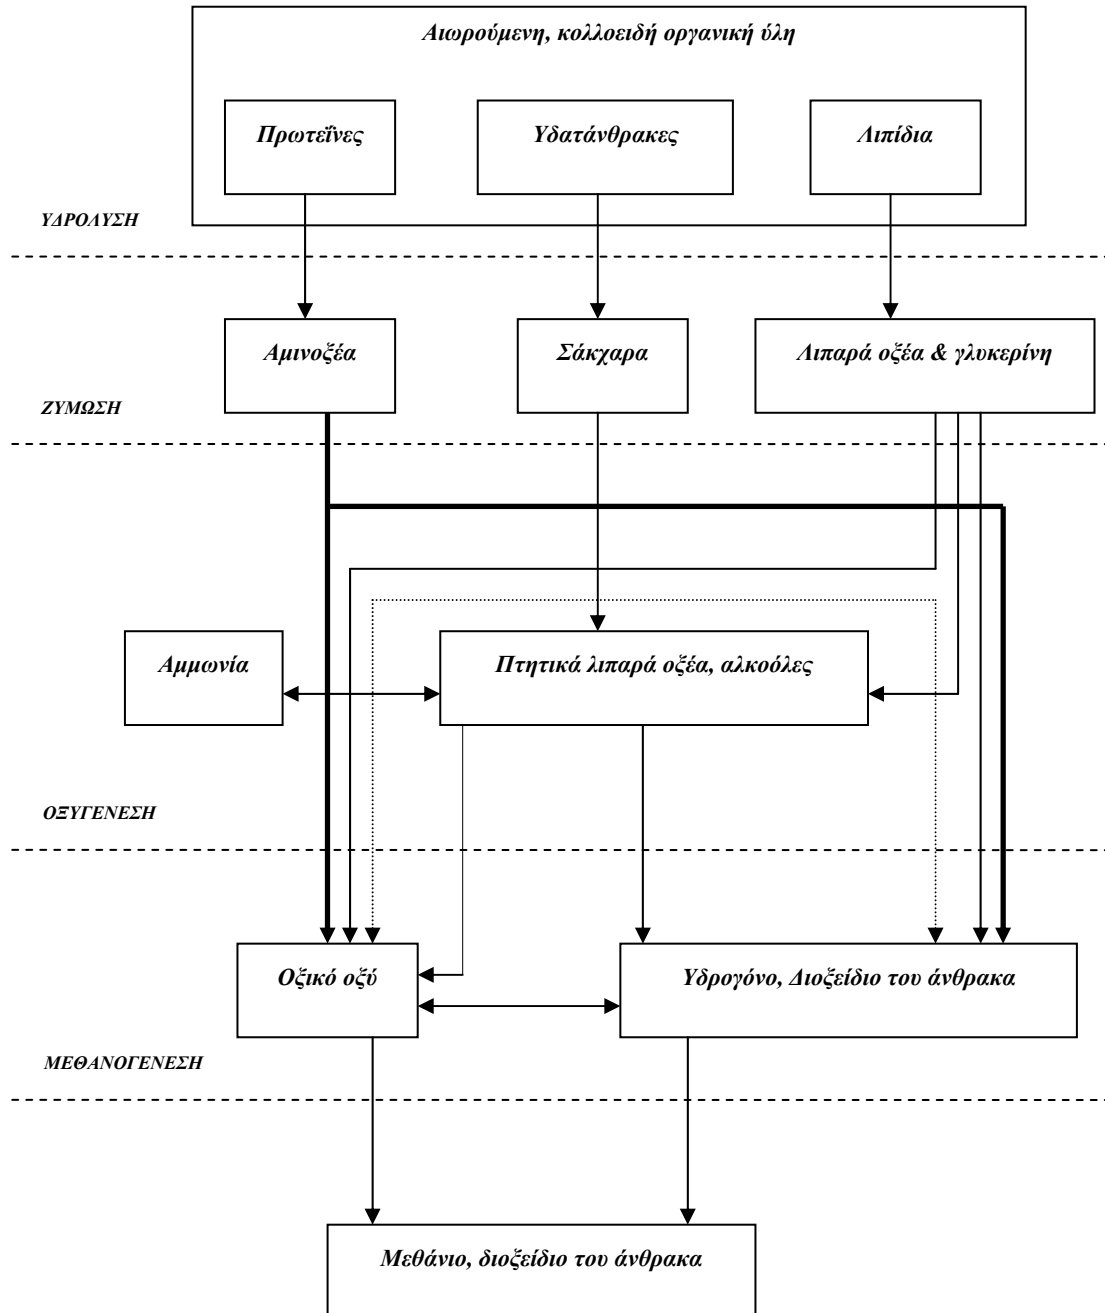 Αιωρούμενη, κολλοειδή οργανική ύλη
Πρωτεΐνες
Υδατάνθρακες
Λιπίδια
ΥΔΡΟΛΥΣΗ
Αμινοξέα
Σάκχαρα
Λιπαρά οξέα & γλυκερίνη
ΖΥΜΩΣΗ
Αμμωνία
Πτητικά λιπαρά οξέα, αλκοόλες
ΟΞΥΓΕΝΕΣΗ
Οξικό οξύ
Υδρογόνο, Διοξείδιο του άνθρακα
ΜΕΘΑΝΟΓΕΝΕΣΗ
Μεθάνιο, διοξείδιο του άνθρακα